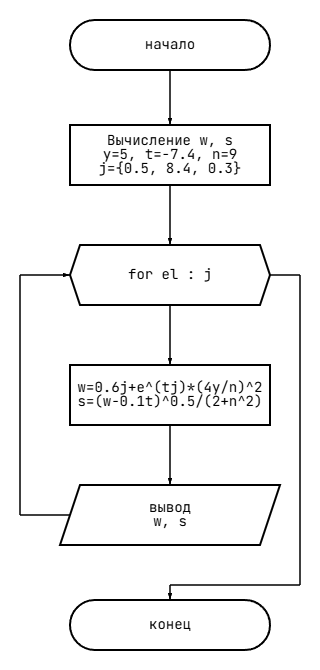 начало
Вычисление w, s
y=5, t=-7.4, n=9
j={0.5, 8.4, 0.3}
for el : j
w=0.6j+e^(tj)*(4y/n)^2
s=(w-0.1t)^0.5/(2+n^2)
вывод
w, s
конец